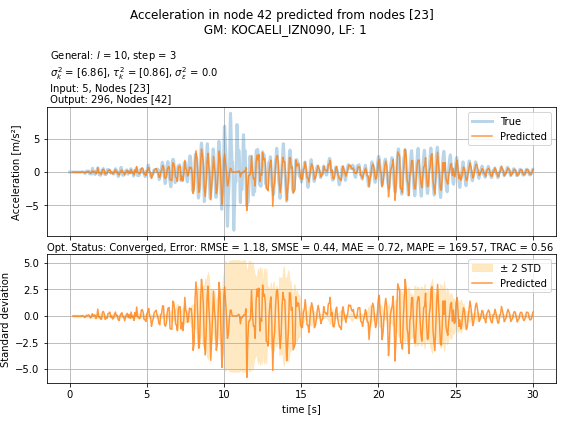 Acceleration in node 42 predicted from nodes [23]
GM: KOCAELI_IZN090, LF: 1
General: l = 10, step = 3
σ²ₖ = [6.86], τ²ₖ = [0.86], σ²ε = 0.0
Input: 5, Nodes [23]
Output: 296, Nodes [42]
True
Predicted
Acceleration [m/s²]
5
0
−5
Opt. Status: Converged, Error: RMSE = 1.18, SMSE = 0.44, MAE = 0.72, MAPE = 169.57, TRAC = 0.56
± 2 STD
Predicted
Standard deviation
5.0
2.5
0.0
−2.5
−5.0
0 5 10 15 20 25 30
time [s]